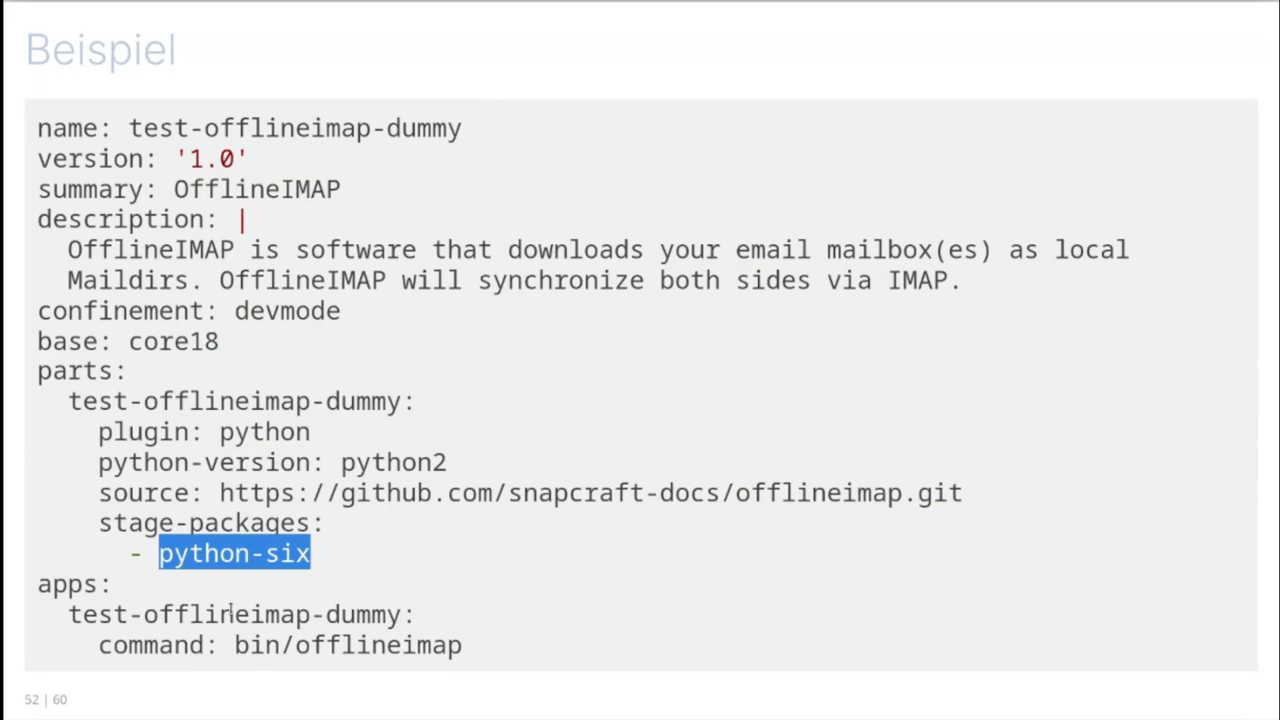 Beispiel
name: test-offlineimap-dummy
version: '1.0'
summary: OfflineIMAP
description: |
  OfflineIMAP is software that downloads your email mailbox(es) as local
  Maildirs. OfflineIMAP will synchronize both sides via IMAP.
confinement: devmode
base: core18
parts:
  test-offlineimap-dummy:
    plugin: python
    python-version: python2
    source: https://github.com/snapcraft-docs/offlineimap.git
    stage-packages:
      - python-six
apps:
  test-offlineimap-dummy:
    command: bin/offlineimap
52 | 60